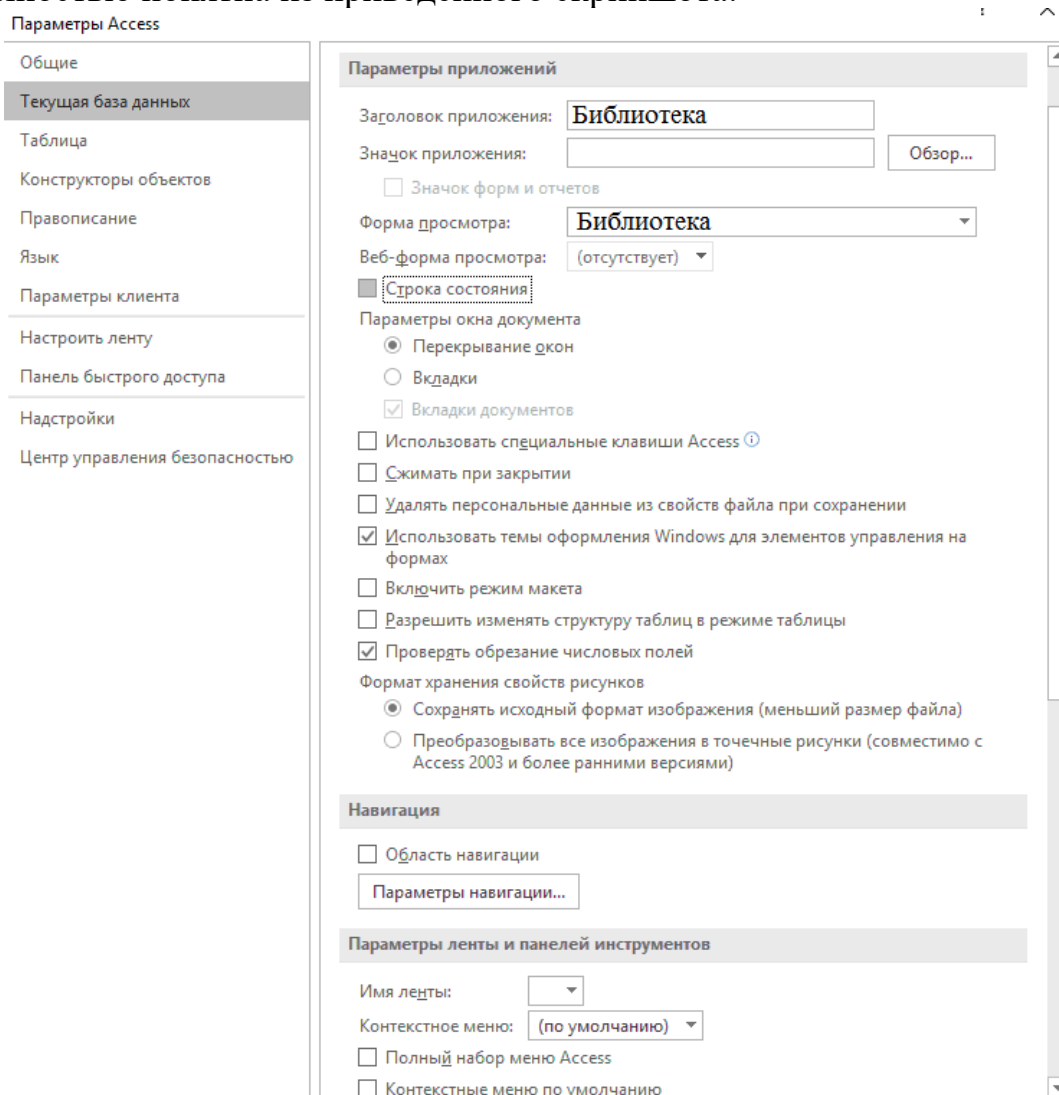 Параметры Access
Общие
Текущая база данных
Таблица
Конструкторы объектов
Правописание
Язык
Параметры клиента
Настроить ленту
Панель быстрого доступа
Надстройки
Центр управления безопасностью
Параметры приложений
Заголовок приложения: Библиотека
Значок приложения: Обзор...
Значок форм и отчетов
Форма просмотра: Библиотека
Веб-форма просмотра: (отсутствует)
Строка состояния
Параметры окна документа
Перекрывание окон
Вкладки
Вкладки документов
Использовать специальные клавиши Access
Сжимать при закрытии
Удалять персональные данные из свойств файла при сохранении
Использовать темы оформления Windows для элементов управления на
формах
Включить режим макета
Разрешить изменять структуру таблиц в режиме таблицы
Проверять обрезание числовых полей
Формат хранения свойств рисунков
Сохранять исходный формат изображения (меньший размер файла)
Преобразовывать все изображения в точечные рисунки (совместимо с
Access 2003 и более ранними версиями)
Навигация
Область навигации
Параметры навигации...
Параметры ленты и панелей инструментов
Имя ленты:
Контекстное меню: (по умолчанию)
Полный набор меню Access
Контекстные меню по умолчанию